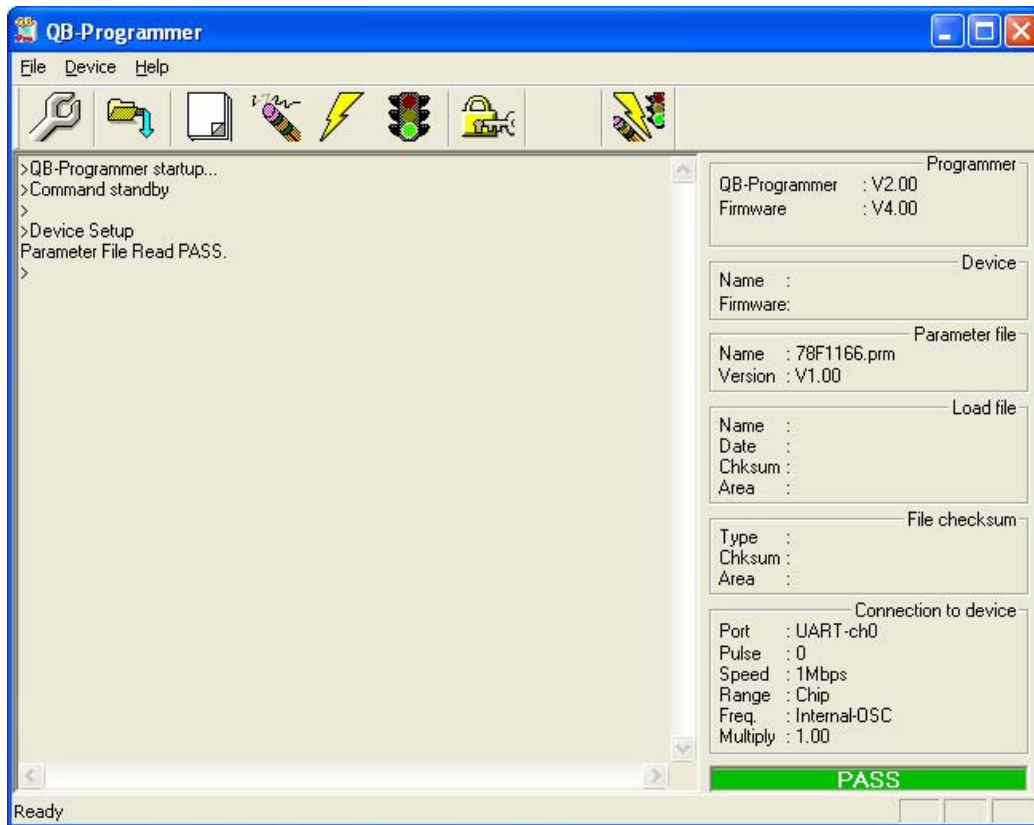 QB-Programmer
File Device Help
>QB-Programmer startup...
>Command standby
>
>Device Setup
Parameter File Read PASS.
>
Programmer
QB-Programmer : V2.00
Firmware : V4.00
Device
Name :
Firmware:
Parameter file
Name : 78F1166.prm
Version : V1.00
Load file
Name :
Date :
Chksum :
Area :
File checksum
Type :
Chksum :
Area :
Connection to device
Port : UART-ch0
Pulse : 0
Speed : 1Mbps
Range : Chip
Freq. : Internal-OSC
Multiply : 1.00
PASS
Ready